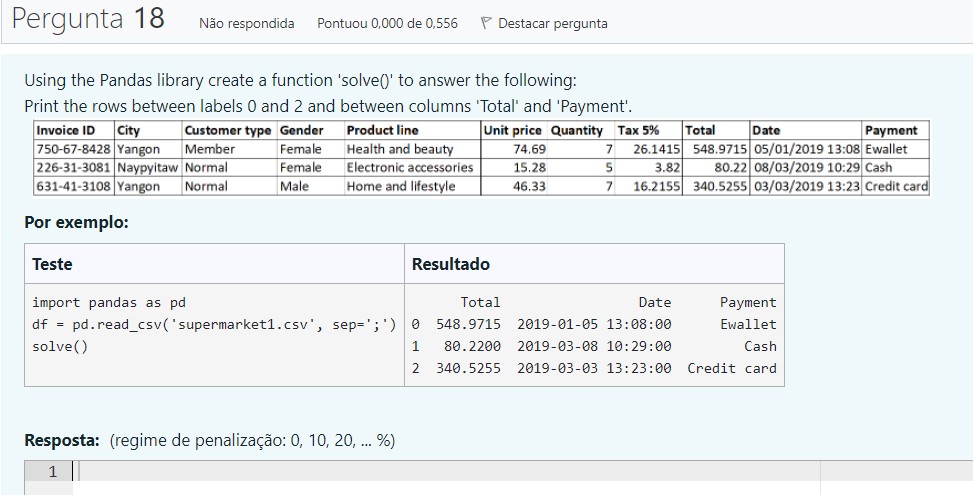 Pergunta 18 Não respondida Pontuou 0,000 de 0,556 Destacar pergunta
Using the Pandas library create a function 'solve()' to answer the following:
Print the rows between labels 0 and 2 and between columns 'Total' and 'Payment'.
Invoice ID City Customer type Gender Product line Unit price Quantity Tax 5% Total Date Payment
750-67-8428 Yangon Member Female Health and beauty 74.69 7 26.1415 548.9715 05/01/2019 13:08 Ewallet
226-31-3081 Naypyitaw Normal Female Electronic accessories 15.28 5 3.82 80.22 08/03/2019 10:29 Cash
631-41-3108 Yangon Normal Male Home and lifestyle 46.33 7 16.2155 340.5255 03/03/2019 13:23 Credit card
Por exemplo:
Teste Resultado
import pandas as pd Total Date Payment
df = pd.read_csv('supermarket1.csv', sep=';') 0 548.9715 2019-01-05 13:08:00 Ewallet
solve() 1 80.2200 2019-03-08 10:29:00 Cash
2 340.5255 2019-03-03 13:23:00 Credit card
Resposta: (regime de penalização: 0, 10, 20, ... %)
1